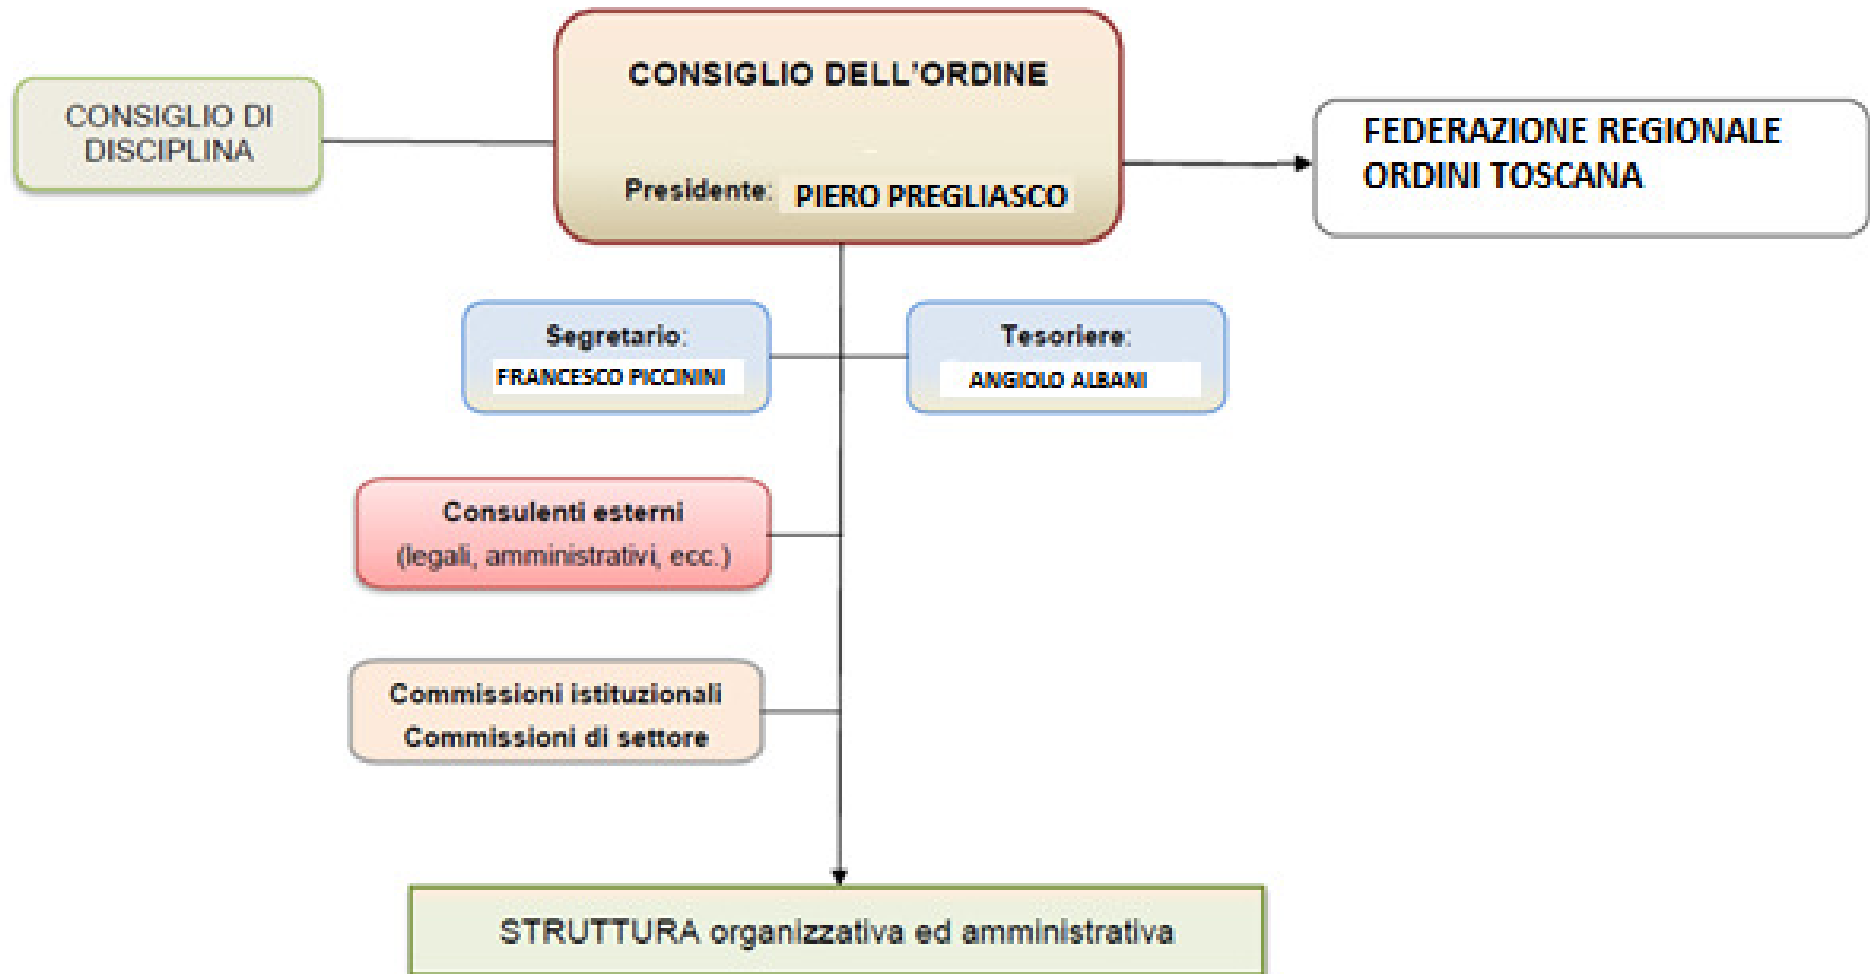 CONSIGLIO DELL'ORDINE
Presidente: PIERO PREGLIASCO
CONSIGLIO DI
DISCIPLINA
FEDERAZIONE REGIONALE
ORDINI TOSCANA
Segretario:
FRANCESCO PICCININI
Tesoriere:
ANGIOLO ALBANI
Consulenti esterni
(legali, amministrativi, ecc.)
Commissioni istituzionali
Commissioni di settore
STRUTTURA organizzativa ed amministrativa